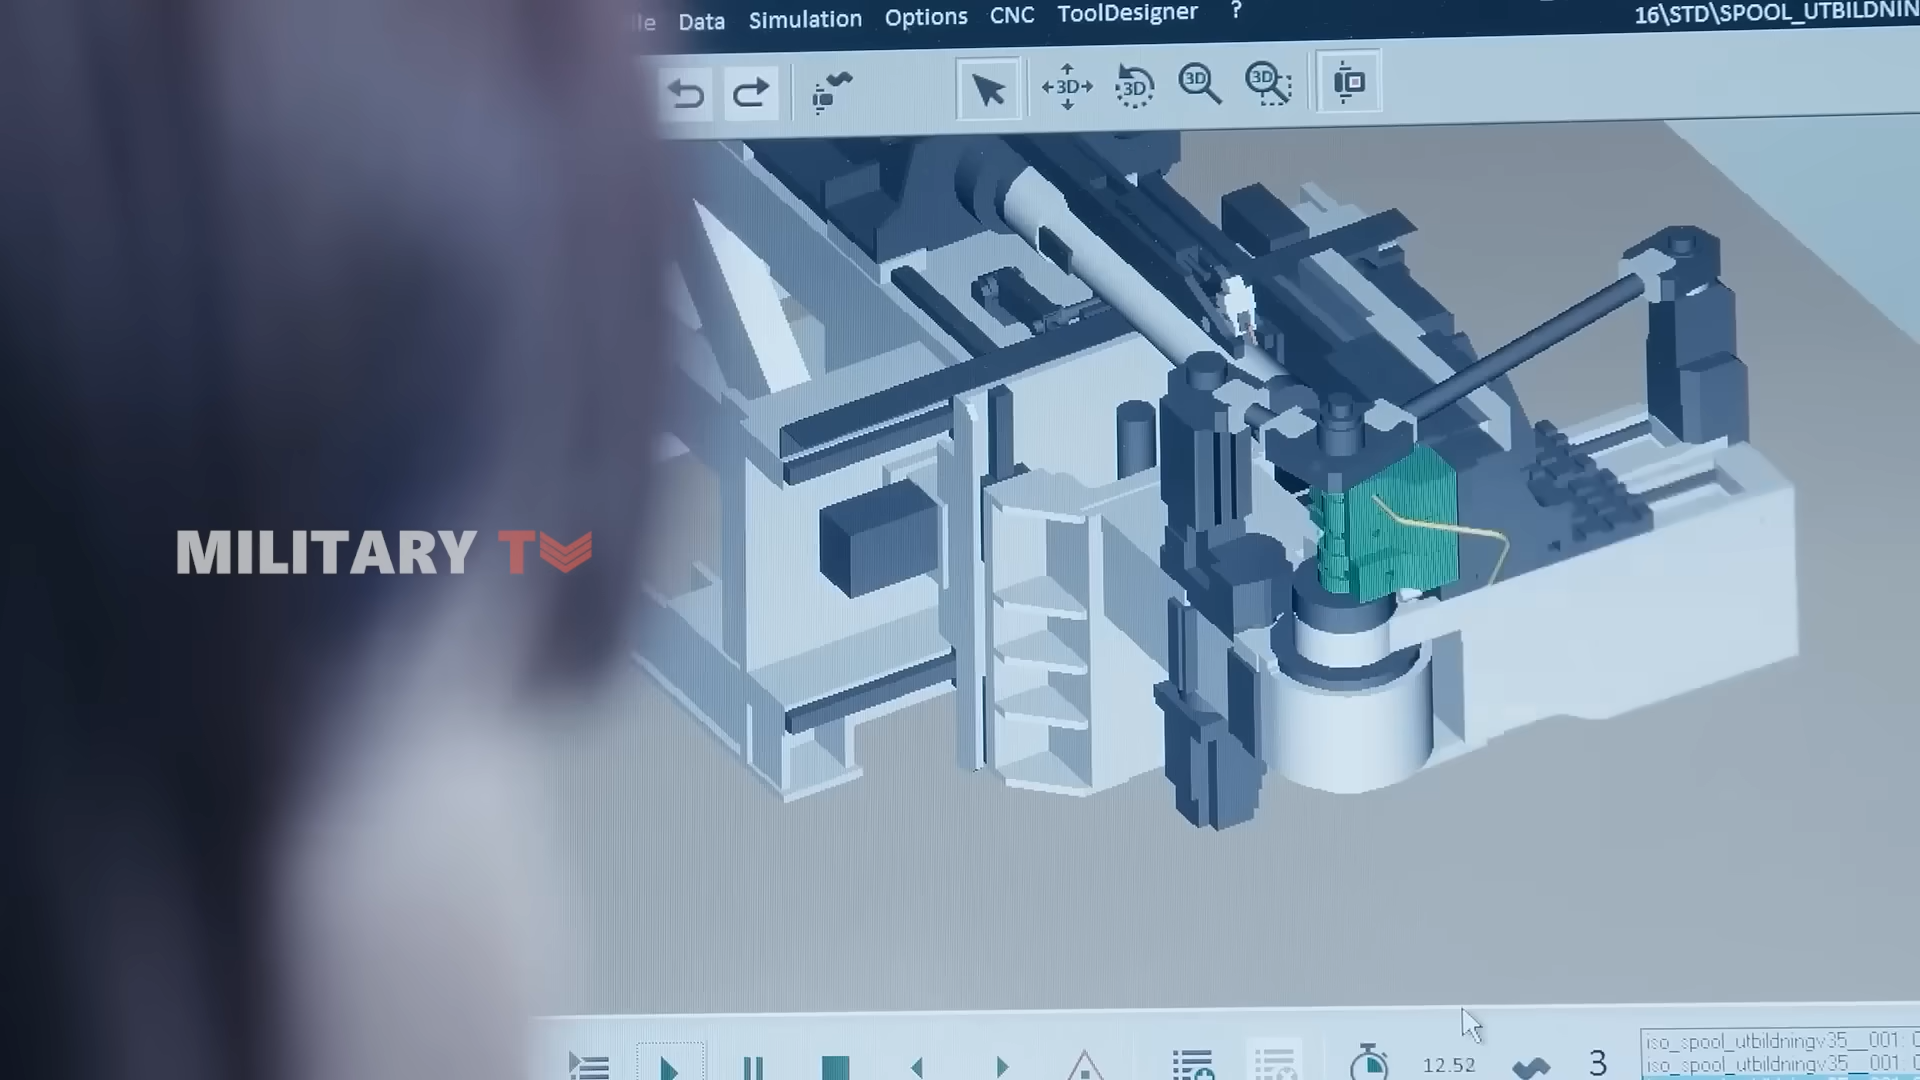 Data Simulation Options CNC ToolDesigner ?
16\STD\SPOOL_UTBILDNIN
3D 3D 3D 3D
MILITARY TV
12.52 3
iso_spool_utbildningv35__001:
iso_spool_utbildningv35__001: